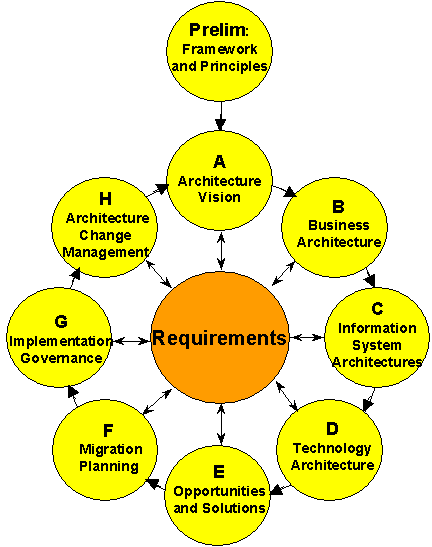 Prelim:
Framework
and Principles
A
Architecture
Vision
B
Business
Architecture
C
Information
System
Architectures
D
Technology
Architecture
E
Opportunities
and Solutions
F
Migration
Planning
G
Implementation
Governance
H
Architecture
Change
Management
Requirements